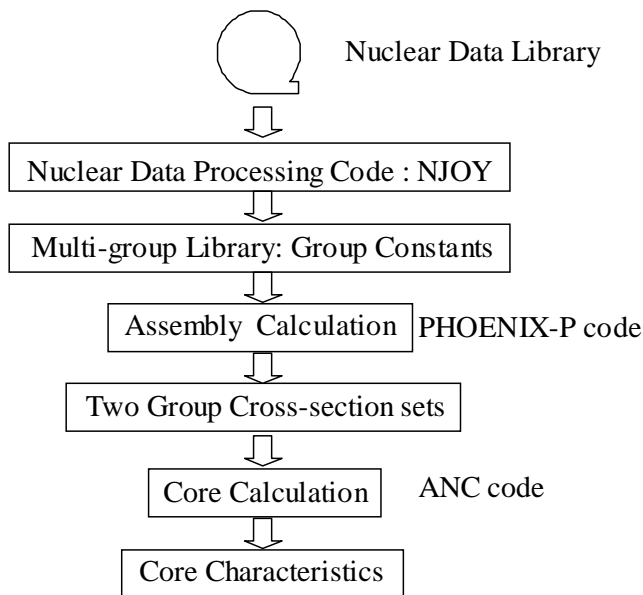 Nuclear Data Library
Nuclear Data Processing Code : NJOY
Multi-group Library: Group Constants
Assembly Calculation
PHOENIX-P code
Two Group Cross-section sets
Core Calculation
ANC code
Core Characteristics